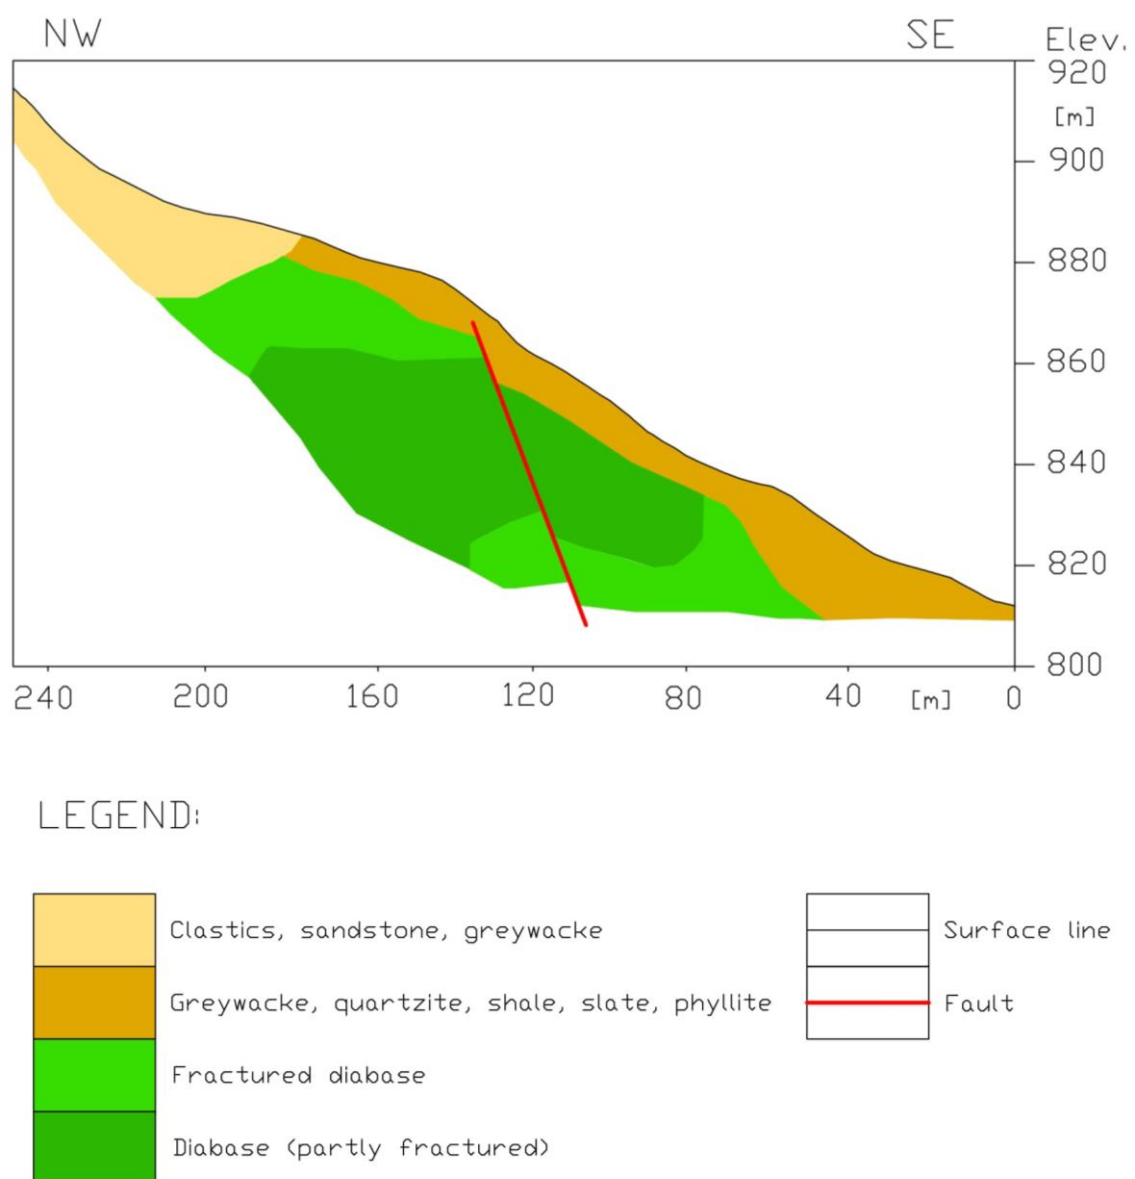 NW SE Elev.
920
[m]
900
880
860
840
820
800
240 200 160 120 80 40 [m] 0
LEGEND:
Clastics, sandstone, greywacke
Surface line
Greywacke, quartzite, shale, slate, phyllite
Fault
Fractured diabase
Diabase (partly fractured)